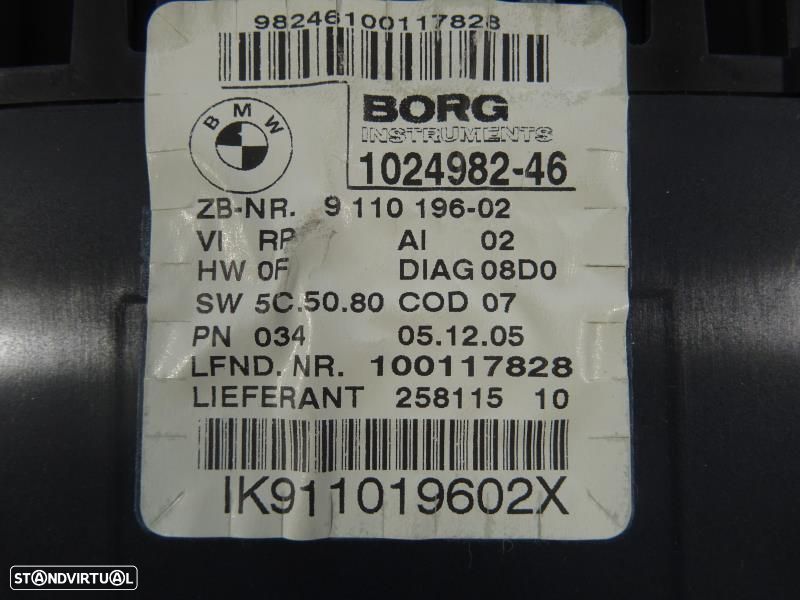 98246100117828
BMW
BORG
INSTRUMENTS
1024982-46
ZB-NR. 9 110 196-02
VI AI 02
HW 0F DIAG 08D0
SW 5C.50.80 COD 07
PN 034 05.12.05
LFND. NR. 100117828
LIEFERANT 258115 10
IK911019602X
STANDVIRTUAL